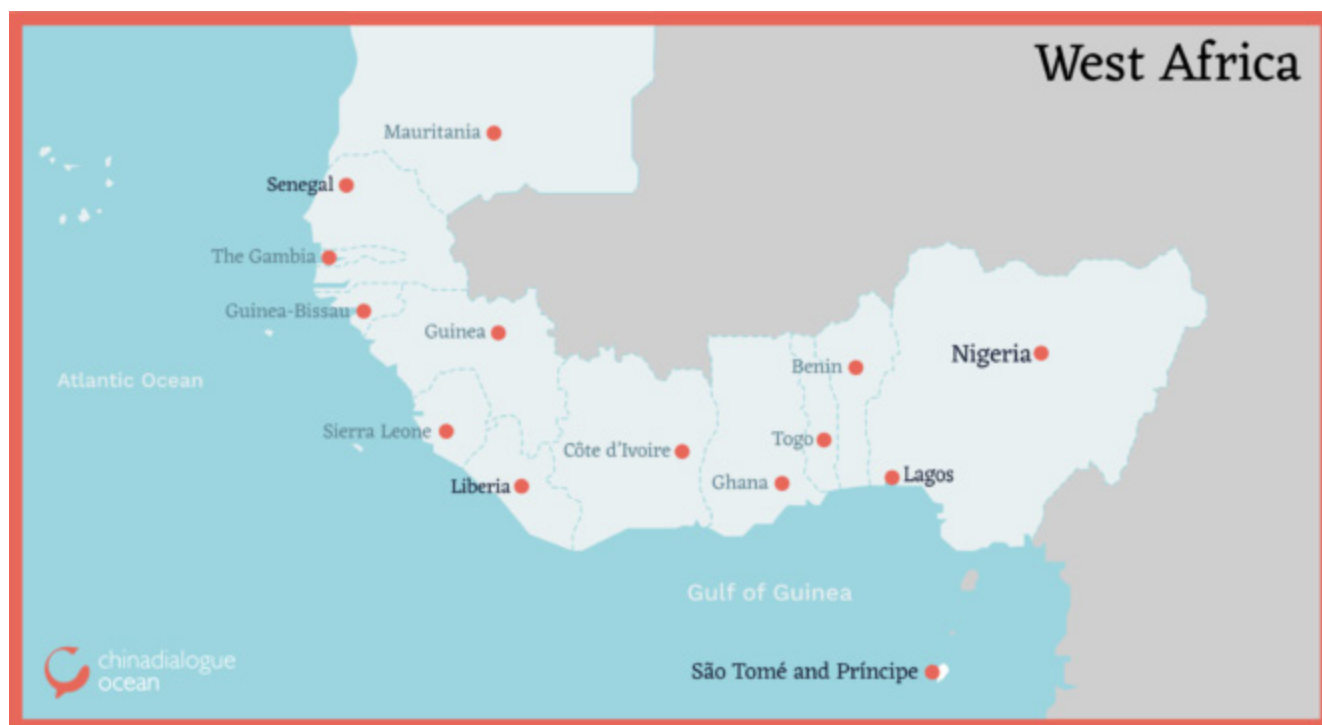 West Africa
Mauritania
Senegal
The Gambia
Guinea-Bissau
Guinea
Nigeria
Benin
Atlantic Ocean
Sierra Leone
Togo
Côte d'Ivoire
Lagos
Ghana
Liberia
Gulf of Guinea
São Tomé and Príncipe
chinadialogue
ocean